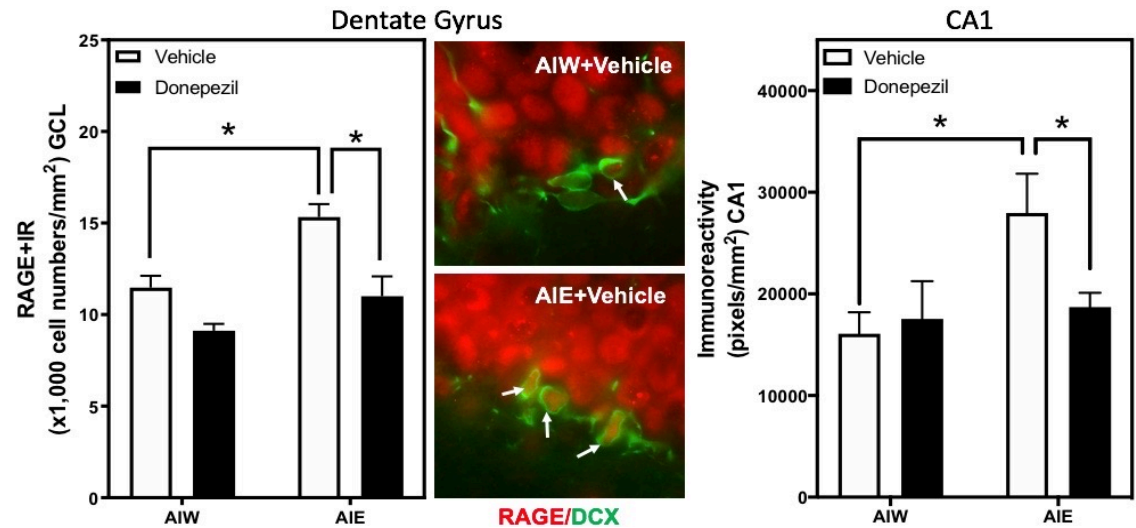 Dentate Gyrus
RAGE+IR
(x1,000 cell numbers/mm²) GCL
25
20
15
10
5
0
Vehicle
Donepezil
*
*
AIW
AIE
AIW+Vehicle
AIE+Vehicle
RAGE/DCX
CA1
Immunoreactivity
(pixels/mm²) CA1
40000
30000
20000
10000
0
Vehicle
Donepezil
*
*
AIW
AIE